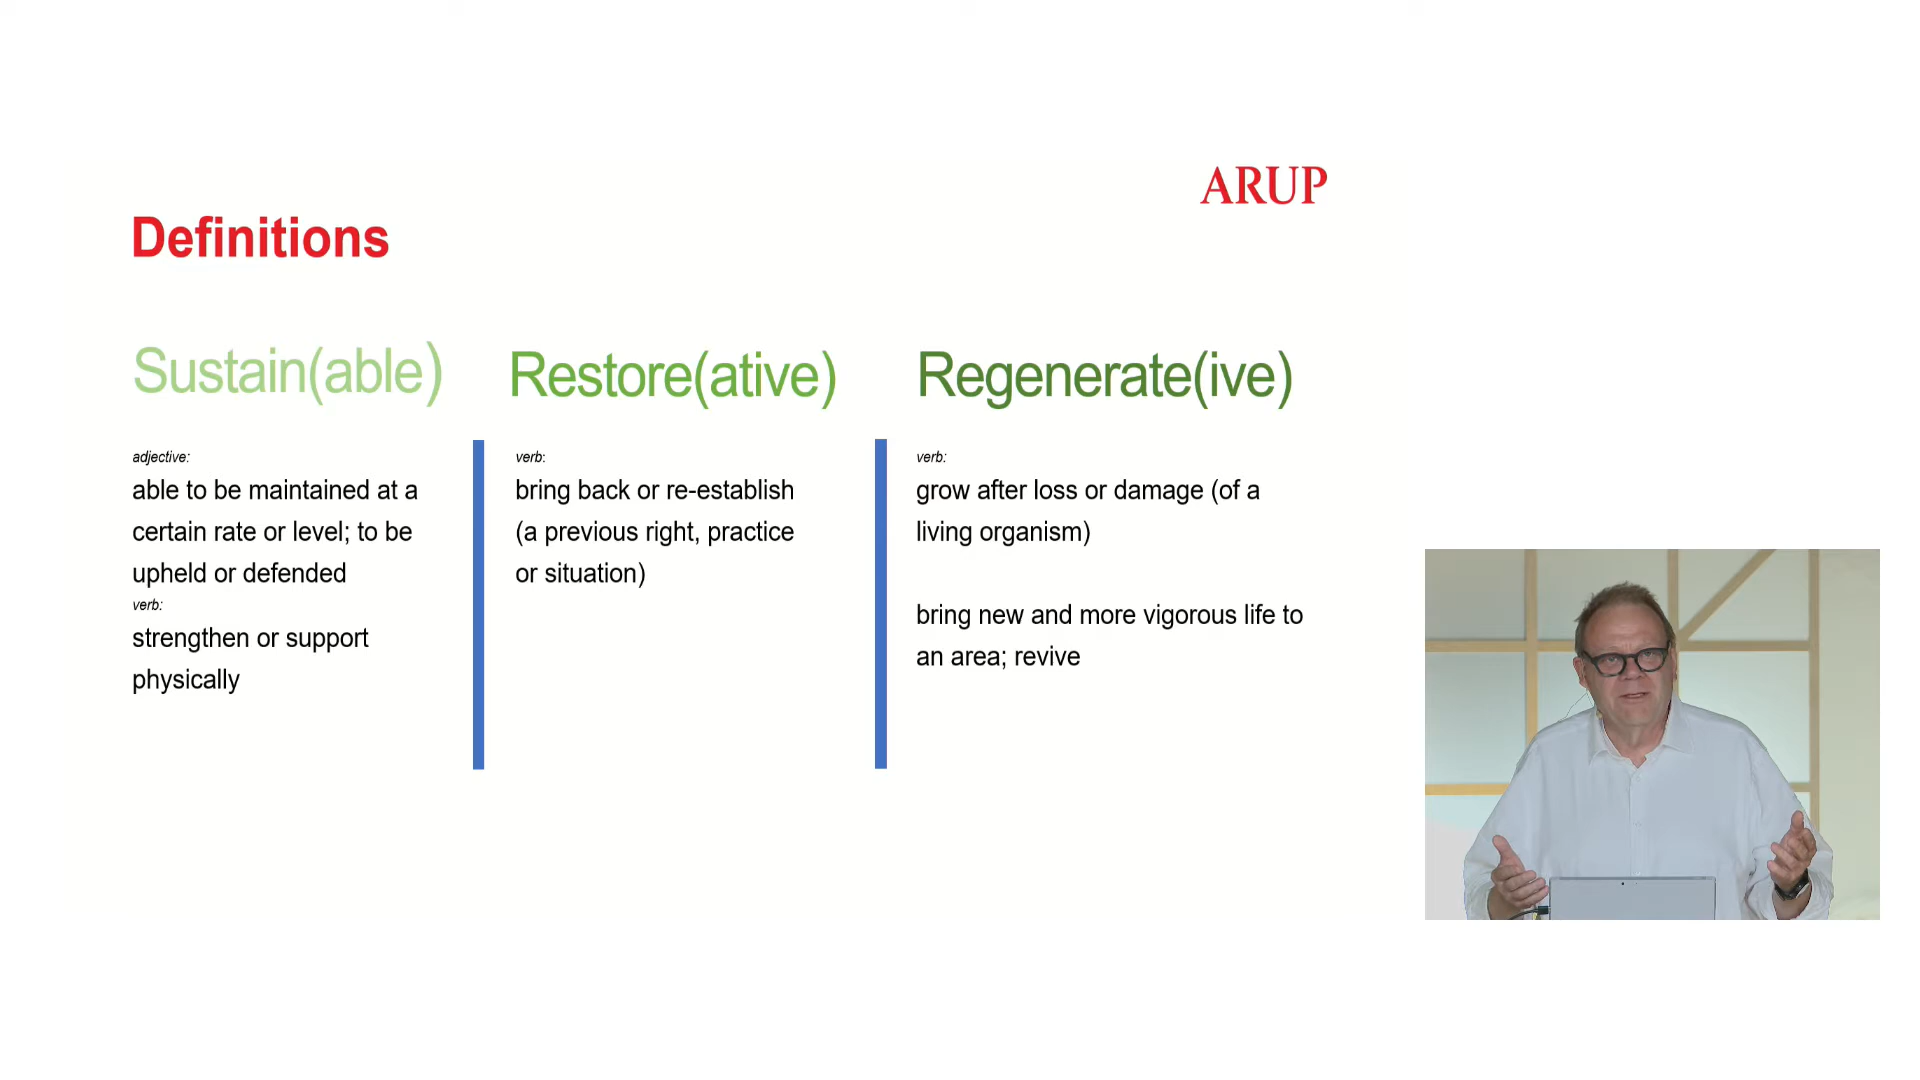 ARUP
Definitions
Sustain(able)
adjective:
able to be maintained at a
certain rate or level; to be
upheld or defended
verb:
strengthen or support
physically
Restore(ative)
verb:
bring back or re-establish
(a previous right, practice
or situation)
Regenerate(ive)
verb:
grow after loss or damage (of a
living organism)
bring new and more vigorous life to
an area; revive